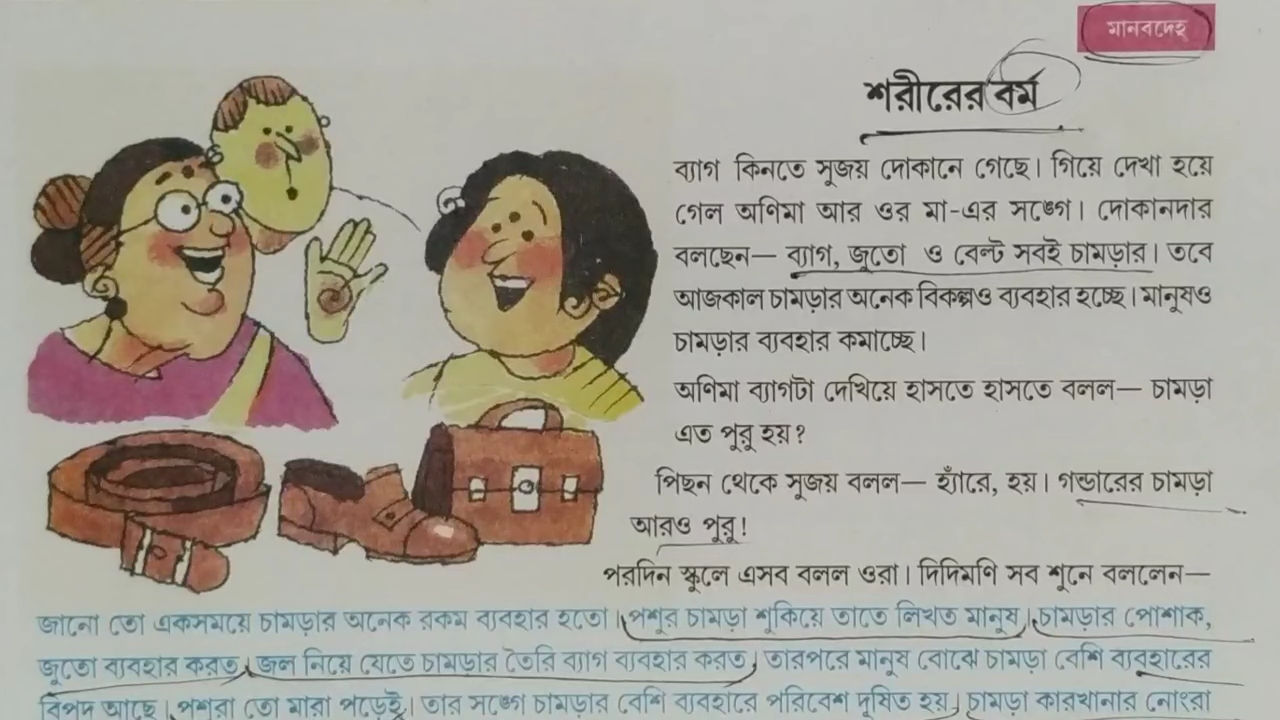 মানবদেহ
শরীরের বর্ম
ব্যাগ কিনতে সুজয় দোকানে গেছে। গিয়ে দেখা হয়ে
গেল অণিমা আর ওর মা-এর সঙ্গে। দোকানদার
বলছেন— ব্যাগ, জুতো ও বেল্ট সবই চামড়ার। তবে
আজকাল চামড়ার অনেক বিকল্পও ব্যবহার হচ্ছে। মানুষও
চামড়ার ব্যবহার কমাচ্ছে।
অণিমা ব্যাগটা দেখিয়ে হাসতে হাসতে বলল— চামড়া
এত পুরু হয়?
পিছন থেকে সুজয় বলল— হ্যাঁরে, হয়। গন্ডারের চামড়া
আরও পুরু!
পরদিন স্কুলে এসব বলল ওরা। দিদিমণি সব শুনে বললেন—
জানো তো একসময়ে চামড়ার অনেক রকম ব্যবহার হতো। পশুর চামড়া শুকিয়ে তাতে লিখত মানুষ। চামড়ার পোশাক,
জুতো ব্যবহার করত। জল নিয়ে যেতে চামড়ার তৈরি ব্যাগ ব্যবহার করত। তারপরে মানুষ বোঝে চামড়া বেশি ব্যবহারের
বিপদ আছে। পশুরা তো মারা পড়েই। তার সঙ্গে চামড়ার বেশি ব্যবহারে পরিবেশ দূষিত হয়। চামড়া কারখানার নোংরা